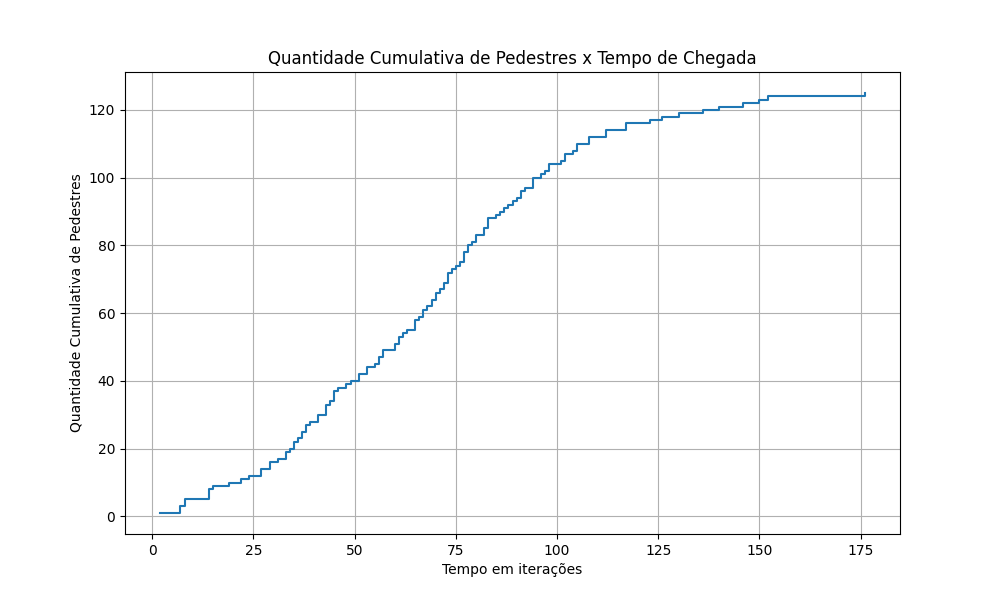 Quantidade Cumulativa de Pedestres x Tempo de Chegada
Quantidade Cumulativa de Pedestres
120
100
80
60
40
20
0
0 25 50 75 100 125 150 175
Tempo em iterações